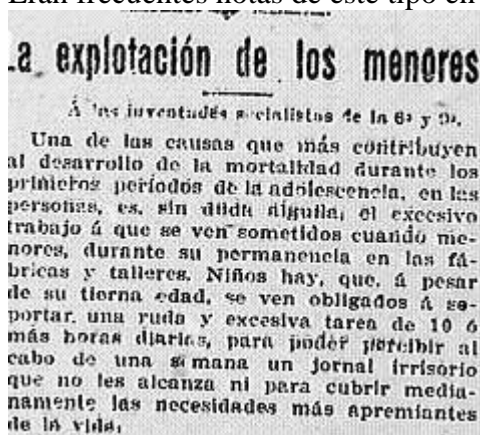 Eran frecuentes notas de este tipo en
La explotación de los menores
Á las juventudes socialistas de la 6ª y 9ª.
Una de las causas que más contribuyen
al desarrollo de la mortalidad durante los
primeros períodos de la adolescencia, en las
personas, es, sin duda alguna, el excesivo
trabajo á que se ven sometidos cuando me-
nores, durante su permanencia en las fá-
bricas y talleres. Niños hay, que, á pesar
de su tierna edad, se ven obligados á so-
portar una ruda y excesiva tarea de 10 ó
más horas diarias, para poder percibir al
cabo de una semana un jornal irrisorio
que no les alcanza ni para cubrir media-
namente las necesidades más apremiantes
de la vida.